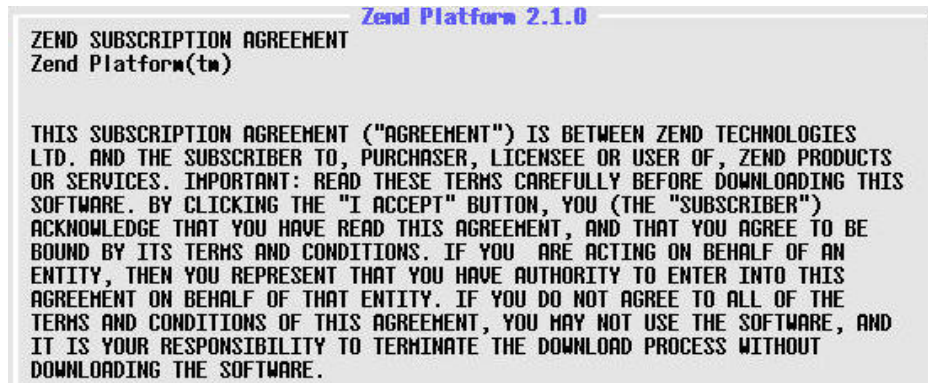 Zend Platform 2.1.0
ZEND SUBSCRIPTION AGREEMENT
Zend Platform(tm)
THIS SUBSCRIPTION AGREEMENT ("AGREEMENT") IS BETWEEN ZEND TECHNOLOGIES
LTD. AND THE SUBSCRIBER TO, PURCHASER, LICENSEE OR USER OF, ZEND PRODUCTS
OR SERVICES. IMPORTANT: READ THESE TERMS CAREFULLY BEFORE DOWNLOADING THIS
SOFTWARE. BY CLICKING THE "I ACCEPT" BUTTON, YOU (THE "SUBSCRIBER")
ACKNOWLEDGE THAT YOU HAVE READ THIS AGREEMENT, AND THAT YOU AGREE TO BE
BOUND BY ITS TERMS AND CONDITIONS. IF YOU  ARE ACTING ON BEHALF OF AN
ENTITY, THEN YOU REPRESENT THAT YOU HAVE AUTHORITY TO ENTER INTO THIS
AGREEMENT ON BEHALF OF THAT ENTITY. IF YOU DO NOT AGREE TO ALL OF THE
TERMS AND CONDITIONS OF THIS AGREEMENT, YOU MAY NOT USE THE SOFTWARE, AND
IT IS YOUR RESPONSIBILITY TO TERMINATE THE DOWNLOAD PROCESS WITHOUT
DOWNLOADING THE SOFTWARE.